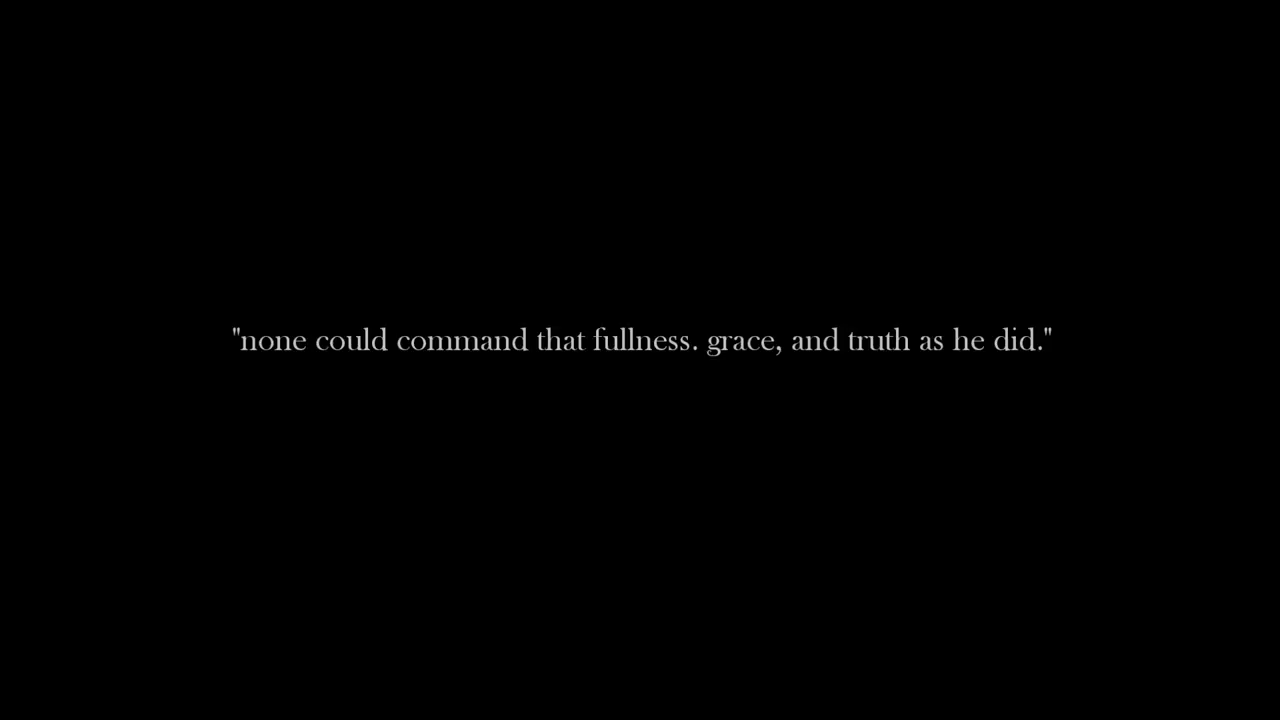 "none could command that fullness. grace, and truth as he did."